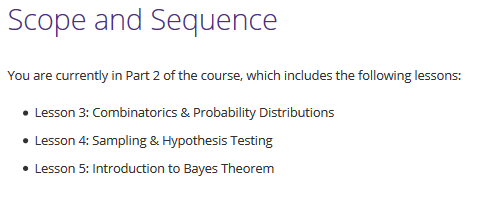 Scope and Sequence
You are currently in Part 2 of the course, which includes the following lessons:
• Lesson 3: Combinatorics & Probability Distributions
• Lesson 4: Sampling & Hypothesis Testing
• Lesson 5: Introduction to Bayes Theorem